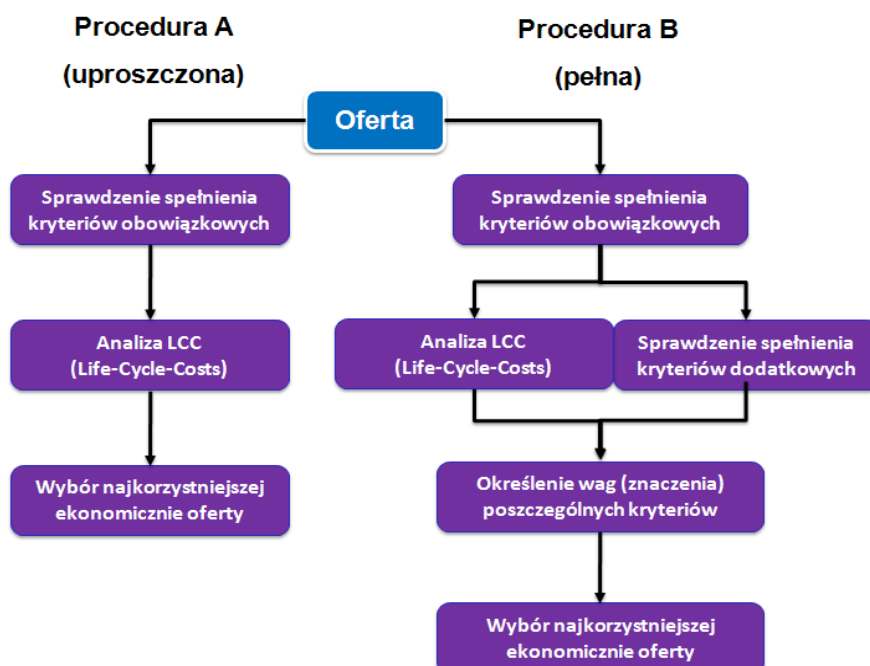 Procedura A
(uproszczona)
Procedura B
(pełna)
Oferta
Sprawdzenie spełnienia
kryteriów obowiązkowych
Analiza LCC
(Life-Cycle-Costs)
Wybór najkorzystniejszej
ekonomicznie oferty
Sprawdzenie spełnienia
kryteriów obowiązkowych
Analiza LCC
(Life-Cycle-Costs)
Sprawdzenie spełnienia
kryteriów dodatkowych
Określenie wag (znaczenia)
poszczególnych kryteriów
Wybór najkorzystniejszej
ekonomicznie oferty